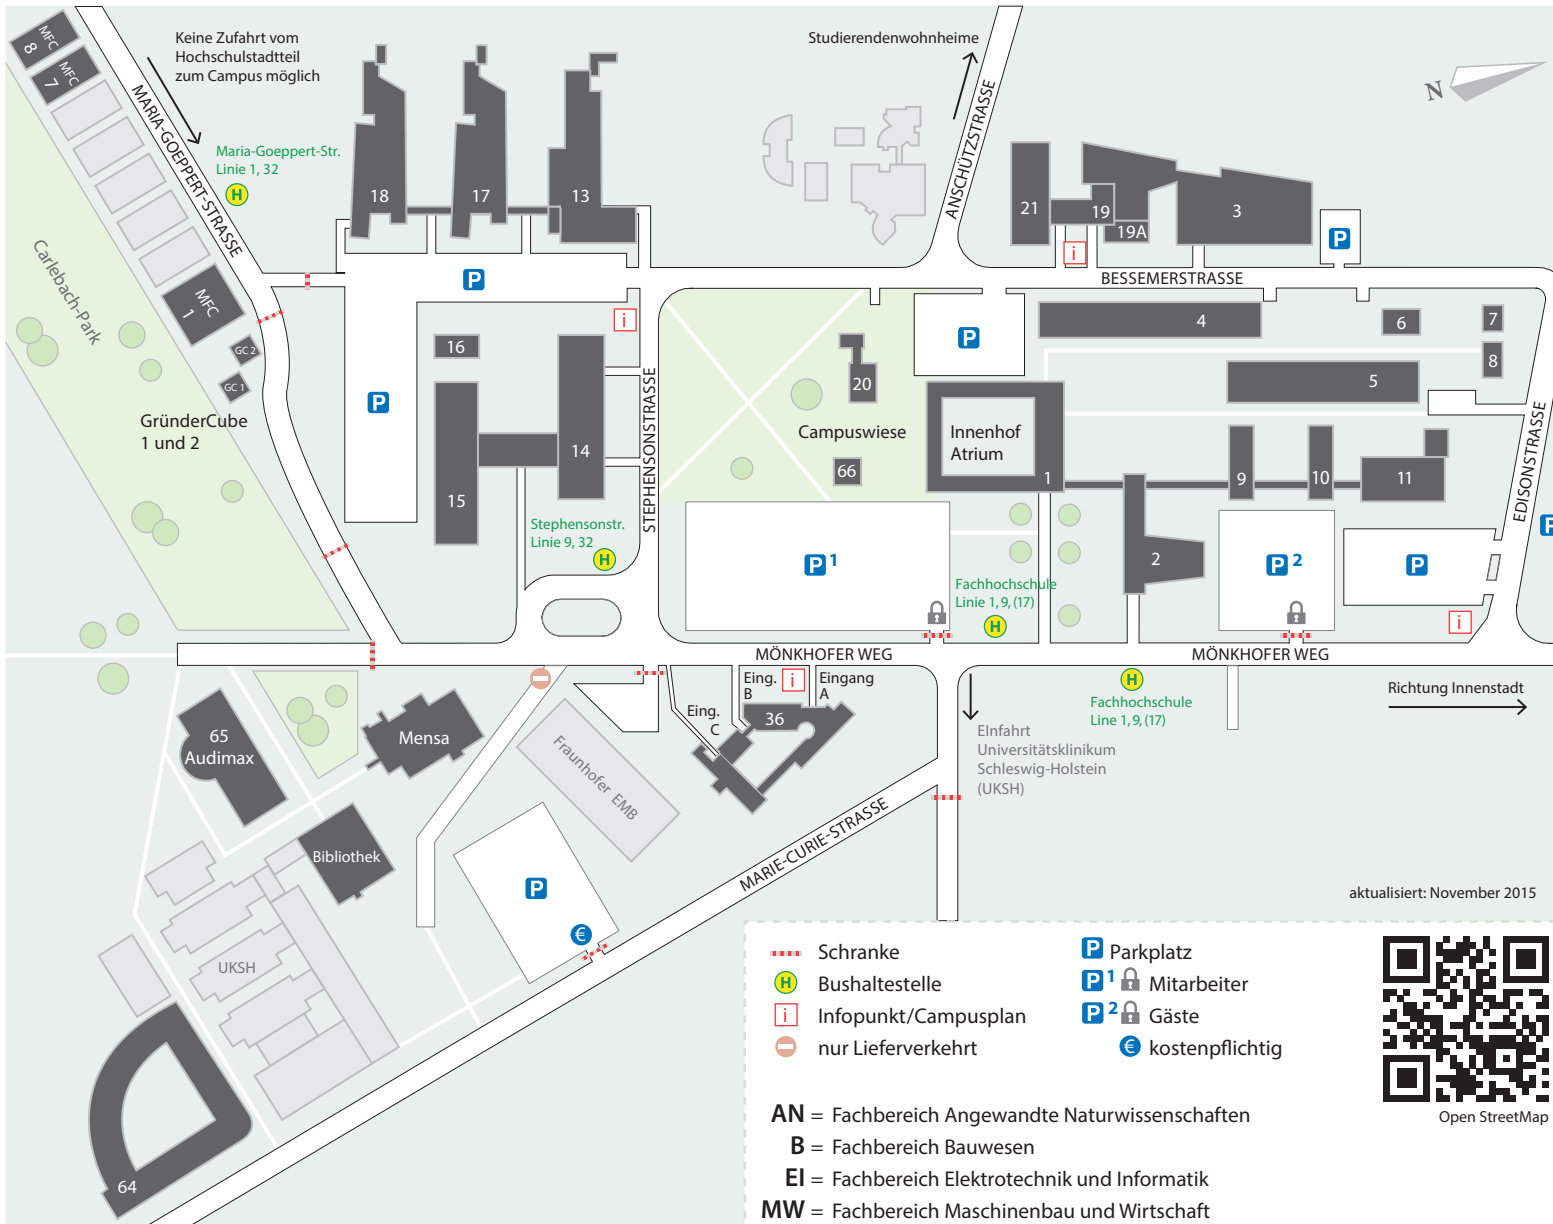 MFC
8
MFC
7
Keine Zufahrt vom
Hochschulstadtteil
zum Campus möglich
Studierendenwohnheime
N
MARIA-GOEPPERT-STRASSE
Maria-Goeppert-Str.
Linie 1, 32
H
18
17
13
ANSCHÜTZSTRASSE
21
19
19A
3
P
i
BESSEMERSTRASSE
Carlebach-Park
MFC
1
GC 2
GC 1
GründerCube
1 und 2
P
i
P
16
14
15
STEPHENSONSTRASSE
20
Campuswiese
66
P
Innenhof
Atrium
1
4
6
7
8
5
9
10
11
EDISONSTRASSE
P
Stephensonstr.
Linie 9, 32
H
P 1
Fachhochschule
Linie 1, 9, (17)
H
2
P 2
P
i
MÖNKHOFER WEG
MÖNKHOFER WEG
Eing.
B
i
Eingang
A
Eing.
C
36
H
Fachhochschule
Line 1, 9, (17)
Richtung Innenstadt
EInfahrt
Universitätsklinikum
Schleswig-Holstein
(UKSH)
65
Audimax
Mensa
Fraunhofer EMB
Bibliothek
MARIE-CURIE-STRASSE
P
€
UKSH
64
aktualisiert: November 2015
Schranke
H Bushaltestelle
i Infopunkt/Campusplan
nur Lieferverkehrt
P Parkplatz
P 1 Mitarbeiter
P 2 Gäste
€ kostenpflichtig
Open StreetMap
AN = Fachbereich Angewandte Naturwissenschaften
B = Fachbereich Bauwesen
EI = Fachbereich Elektrotechnik und Informatik
MW = Fachbereich Maschinenbau und Wirtschaft